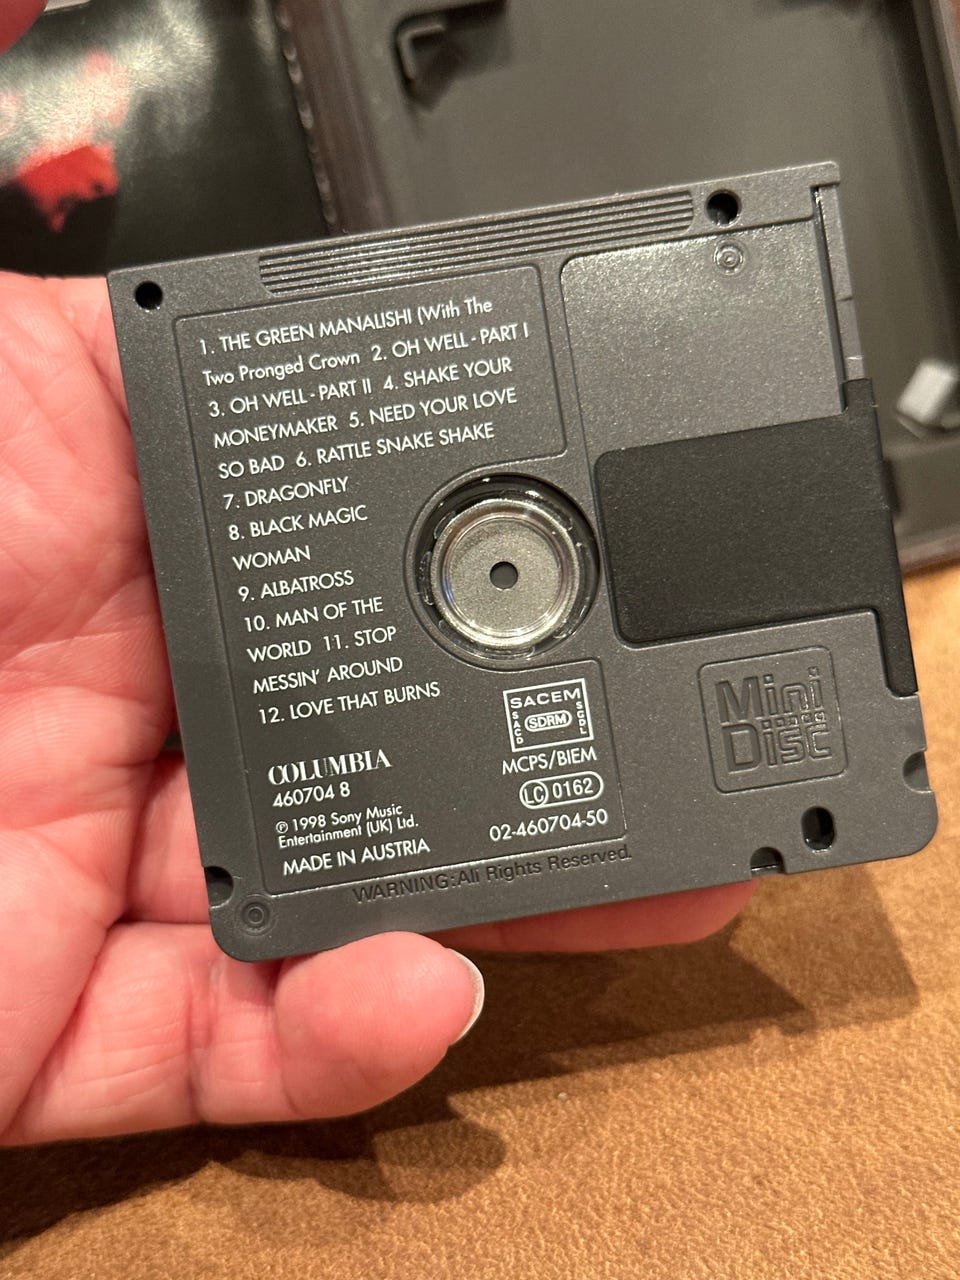 1. THE GREEN MANALISHI (With The
Two Pronged Crown 2. OH WELL - PART I
3. OH WELL - PART II 4. SHAKE YOUR
MONEYMAKER 5. NEED YOUR LOVE
SO BAD 6. RATTLE SNAKE SHAKE
7. DRAGONFLY
8. BLACK MAGIC
WOMAN
9. ALBATROSS
10. MAN OF THE
WORLD 11. STOP
MESSIN' AROUND
12. LOVE THAT BURNS
COLUMBIA
460704 8
℗ 1998 Sony Music
Entertainment (UK) Ltd.
MADE IN AUSTRIA
SACEM
SACD
SDRM
SGDL
MCPS/BIEM
LC 0162
02-460704-50
Mini
Disc
WARNING:All Rights Reserved.